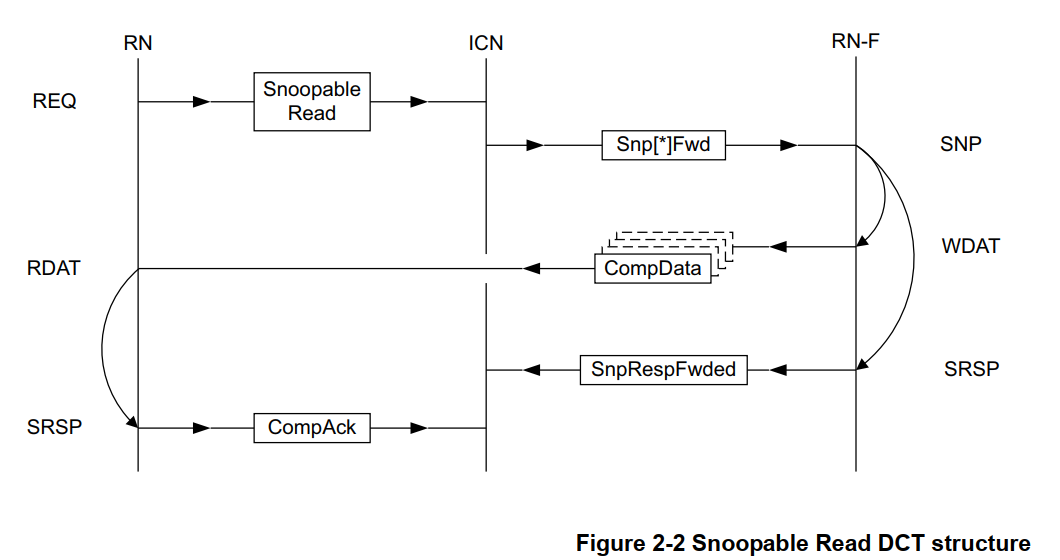 RN
ICN
RN-F
REQ
Snoopable
Read
Snp[*]Fwd
SNP
WDAT
RDAT
CompData
SnpRespFwded
SRSP
SRSP
CompAck
Figure 2-2 Snoopable Read DCT structure